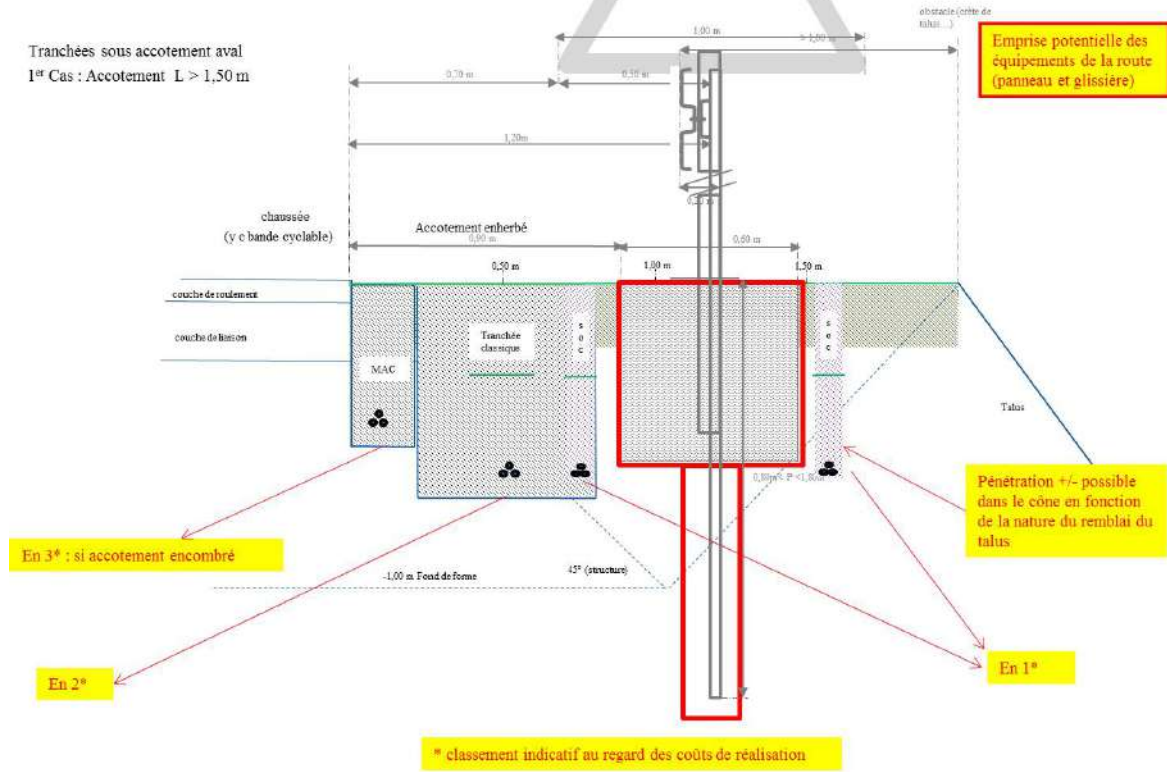 obstacle (crête de
talus…)
1,00 m
> 1,00 m
Tranchées sous accotement aval
1er Cas : Accotement L > 1,50 m
Emprise potentielle des
équipements de la route
(panneau et glissière)
0,70 m
0,50 m
1,20m
chaussée
(y c bande cyclable)
Accotement enherbé
0,90 m
0,60 m
0,50 m
1,00 m
1,50 m
couche de roulement
couche de liaison
MAC
Tranchée
classique
s
o
c
s
o
c
Talus
Pénétration +/- possible
dans le cône en fonction
de la nature du remblai du
talus
En 3* : si accotement encombré
-1,00 m Fond de forme
45° (structure)
En 2*
En 1*
* classement indicatif au regard des coûts de réalisation